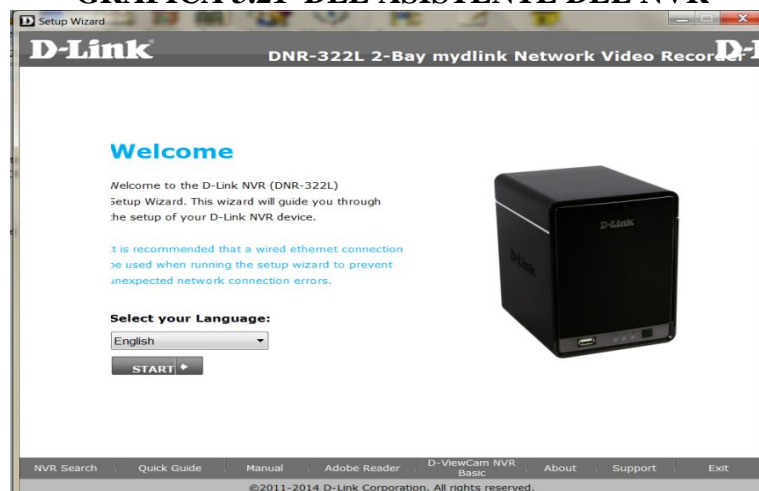 GRÁFICA 3.21 DEL ASISTENTE DEL NVR
Setup Wizard
D-Link
DNR-322L 2-Bay mydlink Network Video Recorder
Welcome
Welcome to the D-Link NVR (DNR-322L)
Setup Wizard. This wizard will guide you through
the setup of your D-Link NVR device.
It is recommended that a wired ethernet connection
be used when running the setup wizard to prevent
unexpected network connection errors.
Select your Language:
English
START
D-Link
D-Link
NVR Search
Quick Guide
Manual
Adobe Reader
D-ViewCam NVR
Basic
About
Support
Exit
©2011-2014 D-Link Corporation. All rights reserved.